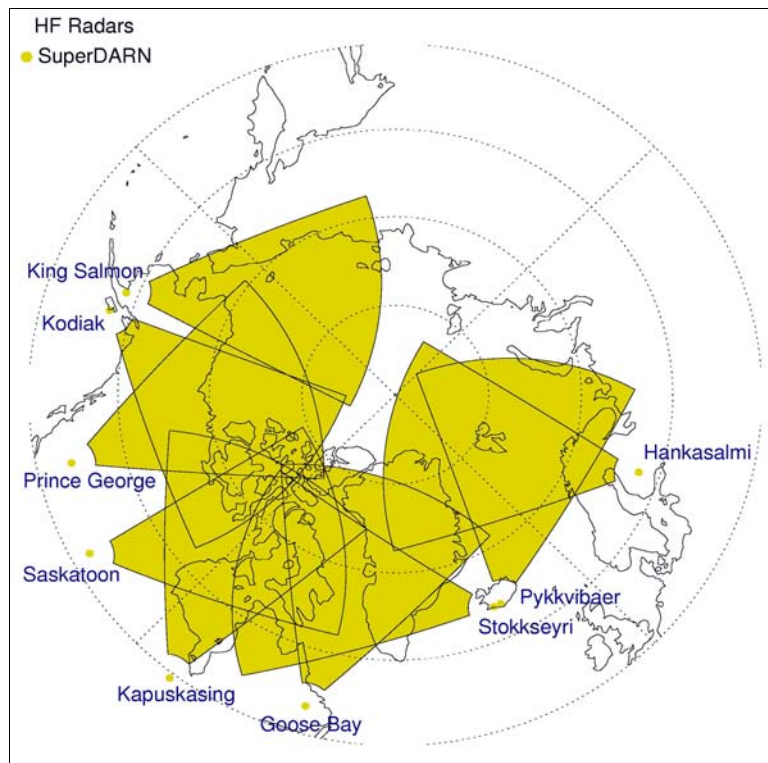 HF Radars
SuperDARN
King Salmon
Kodiak
Prince George
Hankasalmi
Saskatoon
Pykkvibaer
Stokkseyri
Kapuskasing
Goose Bay